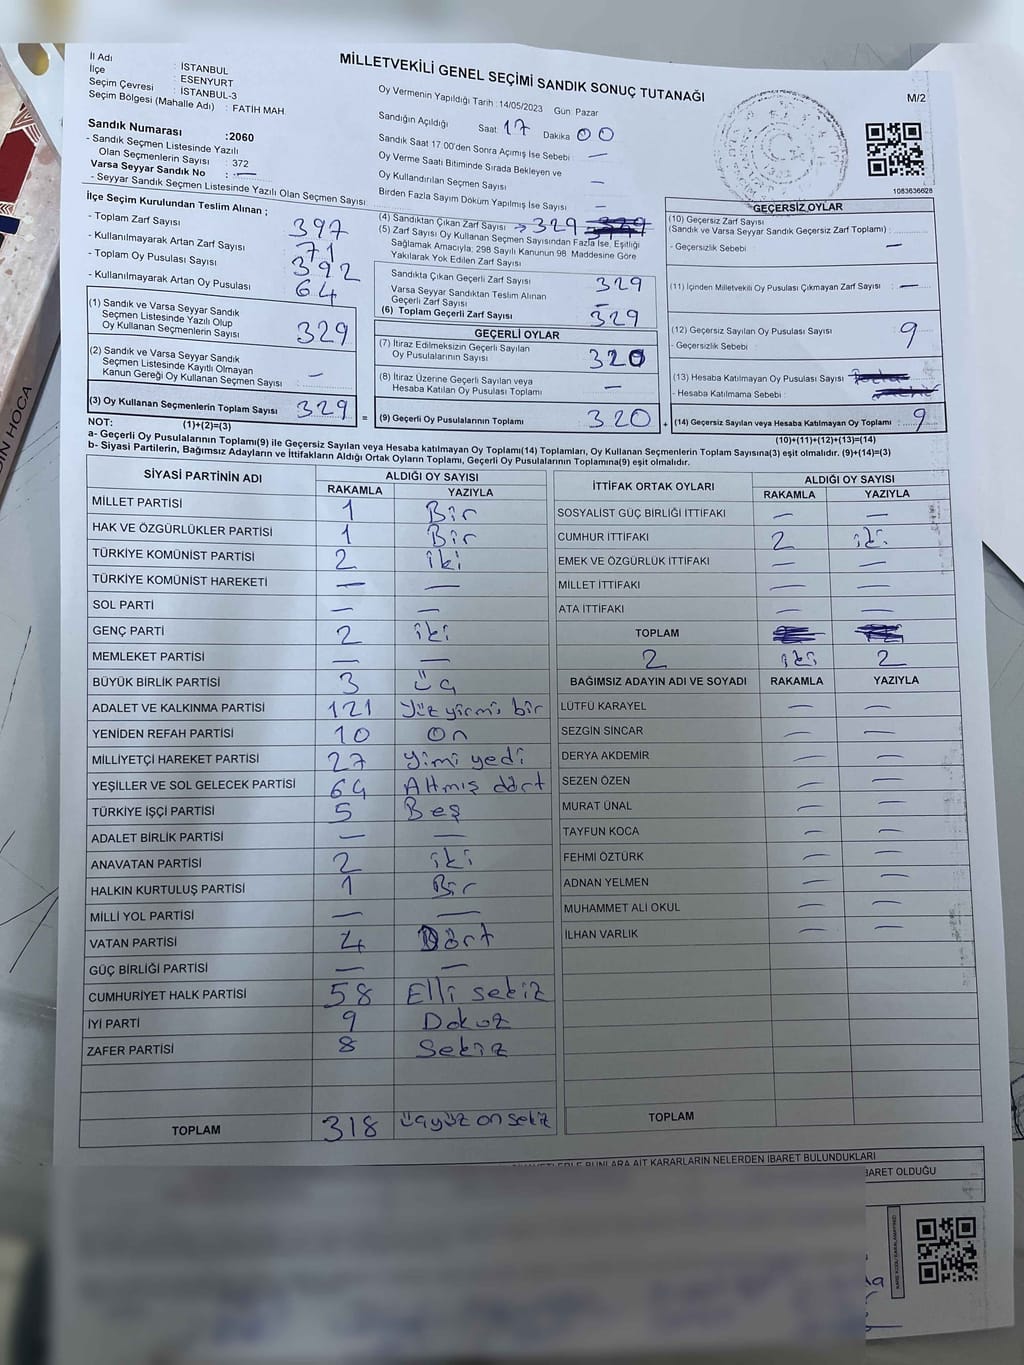 MİLLETVEKİLİ GENEL SEÇİMİ SANDIK SONUÇ TUTANAĞI
M/2
İl Adı : İSTANBUL
İlçe : ESENYURT
Seçim Çevresi : İSTANBUL-3
Seçim Bölgesi (Mahalle Adı) : FATİH MAH
Sandık Numarası :2060
- Sandık Seçmen Listesinde Yazılı
Olan Seçmenlerin Sayısı : 372
Varsa Seyyar Sandık No : —
- Seyyar Sandık Seçmen Listesinde Yazılı Olan Seçmen Sayısı:
Oy Vermenin Yapıldığı Tarih :14/05/2023 Gün Pazar
Sandığın Açıldığı Saat: 17 Dakika 00
Sandık Saat 17.00'den Sonra Açımış İse Sebebi —
Oy Verme Saati Bitiminde Sırada Bekleyen ve
Oy Kullandırılan Seçmen Sayısı —
Birden Fazla Sayım Döküm Yapılmış İse Sayısı —
1083636628
İlçe Seçim Kurulundan Teslim Alınan ;
- Toplam Zarf Sayısı 397
- Kullanılmayarak Artan Zarf Sayısı 71
- Toplam Oy Pusulası Sayısı 392
- Kullanılmayarak Artan Oy Pusulası 64
(1) Sandık ve Varsa Seyyar Sandık
Seçmen Listesinde Yazılı Olup
Oy Kullanan Seçmenlerin Sayısı 329
(2) Sandık ve Varsa Seyyar Sandık
Seçmen Listesinde Kayıtlı Olmayan
Kanun Gereği Oy Kullanan Seçmen Sayısı : —
(3) Oy Kullanan Seçmenlerin Toplam Sayısı 329 =
(1)+(2)=(3)
(4) Sandıktan Çıkan Zarf Sayısı → 329
(5) Zarf Sayısı Oy Kullanan Seçmen Sayısından Fazla İse, Eşitliği
Sağlamak Amacıyla; 298 Sayılı Kanunun 98. Maddesine Göre
Yakılarak Yok Edilen Zarf Sayısı
Sandıkta Çıkan Geçerli Zarf Sayısı 329
Varsa Seyyar Sandıktan Teslim Alınan
Geçerli Zarf Sayısı —
(6) Toplam Geçerli Zarf Sayısı 329
GEÇERLİ OYLAR
(7) İtiraz Edilmeksizin Geçerli Sayılan
Oy Pusulalarının Sayısı 320
(8) İtiraz Üzerine Geçerli Sayılan veya
Hesaba Katılan Oy Pusulaları Toplamı —
(9) Geçerli Oy Pusulalarının Toplamı 320 +
GEÇERSİZ OYLAR
(10) Geçersiz Zarf Sayısı
(Sandık ve Varsa Seyyar Sandık Geçersiz Zarf Toplamı) :
- Geçersizlik Sebebi : —
(11) İçinden Milletvekili Oy Pusulası Çıkmayan Zarf Sayısı : —
(12) Geçersiz Sayılan Oy Pusulası Sayısı : 9
- Geçersizlik Sebebi :
(13) Hesaba Katılmayan Oy Pusulası Sayısı
- Hesaba Katılmama Sebebi :
(14) Geçersiz Sayılan veya Hesaba Katılmayan Oy Toplamı : 9
(10)+(11)+(12)+(13)=(14)
NOT:
a- Geçerli Oy Pusulalarının Toplamı(9) ile Geçersiz Sayılan veya Hesaba katılmayan Oy Toplamı(14) Toplamları, Oy Kullanan Seçmenlerin Toplam Sayısına(3) eşit olmalıdır. (9)+(14)=(3)
b- Siyasi Partilerin, Bağımsız Adayların ve İttifakların Aldığı Ortak Oyların Toplamı, Geçerli Oy Pusulalarının Toplamına(9) eşit olmalıdır.
SİYASİ PARTİNİN ADI ALDIĞI OY SAYISI
RAKAMLA YAZIYLA
MİLLET PARTİSİ 1 Bir
HAK VE ÖZGÜRLÜKLER PARTİSİ 1 Bir
TÜRKİYE KOMÜNİST PARTİSİ 2 iki
TÜRKİYE KOMÜNİST HAREKETİ — —
SOL PARTİ — —
GENÇ PARTİ 2 iki
MEMLEKET PARTİSİ — —
BÜYÜK BİRLİK PARTİSİ 3 üç
ADALET VE KALKINMA PARTİSİ 121 Yüz yirmi bir
YENİDEN REFAH PARTİSİ 10 On
MİLLİYETÇİ HAREKET PARTİSİ 27 Yimi yedi
YEŞİLLER VE SOL GELECEK PARTİSİ 64 Altmış dört
TÜRKİYE İŞÇİ PARTİSİ 5 Beş
ADALET BİRLİK PARTİSİ — —
ANAVATAN PARTİSİ 2 iki
HALKIN KURTULUŞ PARTİSİ 1 Bir
MİLLİ YOL PARTİSİ — —
VATAN PARTİSİ 4 Dört
GÜÇ BİRLİĞİ PARTİSİ — —
CUMHURİYET HALK PARTİSİ 58 Elli sekiz
İYİ PARTİ 9 Dokuz
ZAFER PARTİSİ 8 Sekiz
TOPLAM 318 üçyüz on sekiz
İTTİFAK ORTAK OYLARI ALDIĞI OY SAYISI
RAKAMLA YAZIYLA
SOSYALİST GÜÇ BİRLİĞİ İTTİFAKI — —
CUMHUR İTTİFAKI 2 iki
EMEK VE ÖZGÜRLÜK İTTİFAKI — —
MİLLET İTTİFAKI — —
ATA İTTİFAKI — —
TOPLAM
2 iki 2
BAĞIMSIZ ADAYIN ADI VE SOYADI RAKAMLA YAZIYLA
LÜTFÜ KARAYEL — —
SEZGİN SİNCAR — —
DERYA AKDEMİR — —
SEZEN ÖZEN — —
MURAT ÜNAL — —
TAYFUN KOCA — —
FEHMİ ÖZTÜRK — —
ADNAN YELMEN — —
MUHAMMET ALİ OKUL — —
İLHAN VARLIK — —
TOPLAM
BUNLARA AİT KARARLARIN NELERDEN İBARET BULUNDUKLARI
BARET OLDUĞU
HOCA